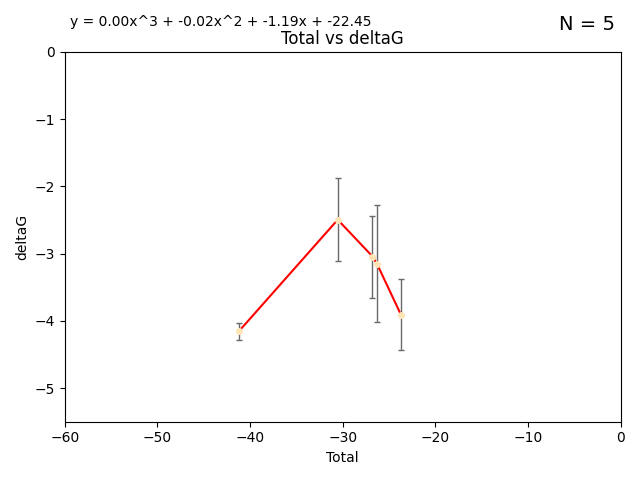 y = 0.00x^3 + -0.02x^2 + -1.19x + -22.45
N = 5
Total vs deltaG
0
−1
−2
−3
−4
−5
deltaG
−60 −50 −40 −30 −20 −10 0
Total